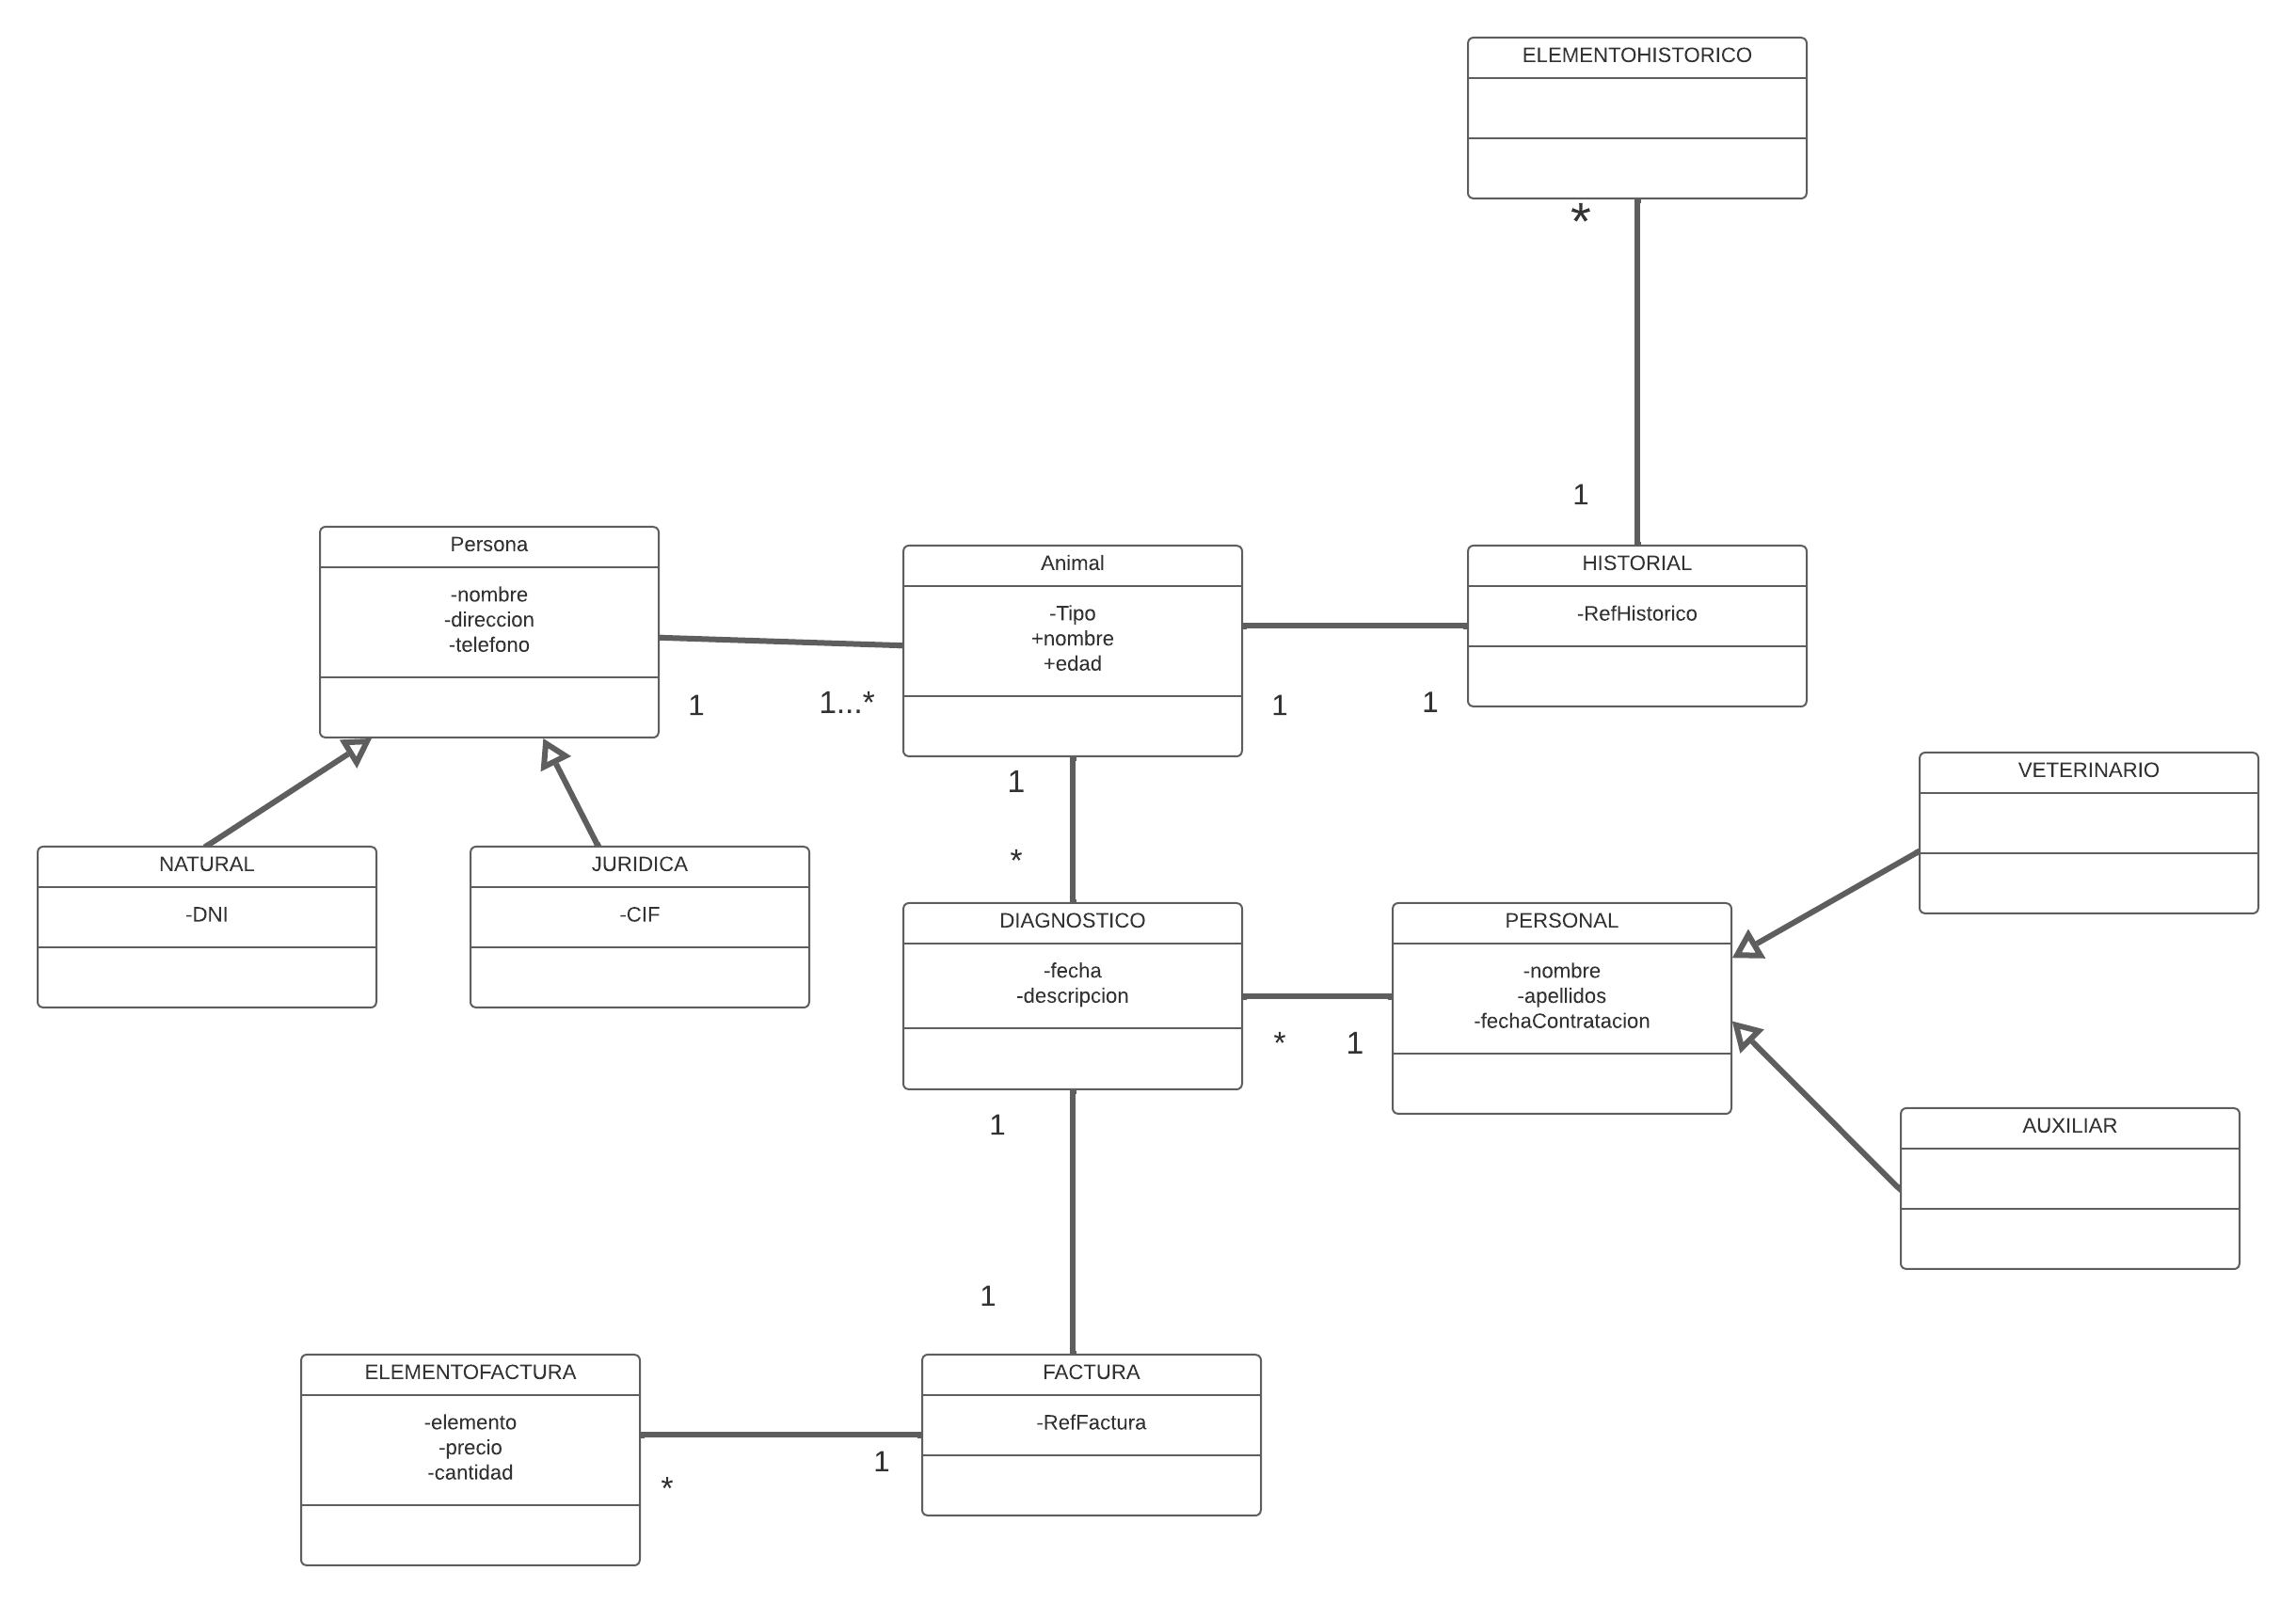 ELEMENTOHISTORICO
*
1
Persona
-nombre
-direccion
-telefono
1
1...*
Animal
-Tipo
+nombre
+edad
1
1
HISTORIAL
-RefHistorico
NATURAL
-DNI
JURIDICA
-CIF
1
*
DIAGNOSTICO
-fecha
-descripcion
*
1
PERSONAL
-nombre
-apellidos
-fechaContratacion
VETERINARIO
AUXILIAR
1
1
ELEMENTOFACTURA
-elemento
-precio
-cantidad
*
1
FACTURA
-RefFactura